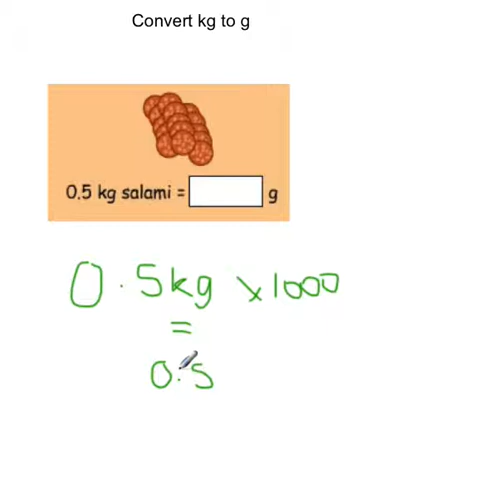 Convert kg to g
0.5 kg salami = g
0.5kg x1000
=
0.5